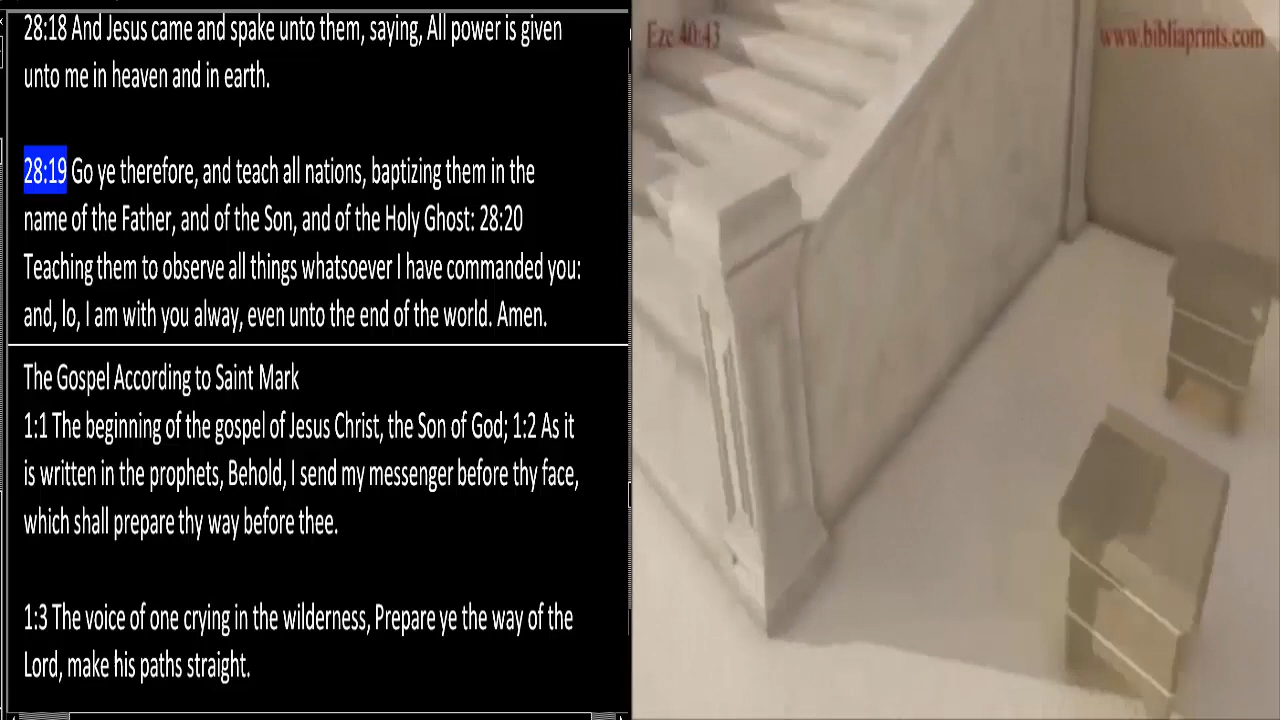 28:18 And Jesus came and spake unto them, saying, All power is given
unto me in heaven and in earth.
28:19 Go ye therefore, and teach all nations, baptizing them in the
name of the Father, and of the Son, and of the Holy Ghost: 28:20
Teaching them to observe all things whatsoever I have commanded you:
and, lo, I am with you alway, even unto the end of the world. Amen.
The Gospel According to Saint Mark
1:1 The beginning of the gospel of Jesus Christ, the Son of God; 1:2 As it
is written in the prophets, Behold, I send my messenger before thy face,
which shall prepare thy way before thee.
1:3 The voice of one crying in the wilderness, Prepare ye the way of the
Lord, make his paths straight.
Eze 40:43
www.bibliaprints.com